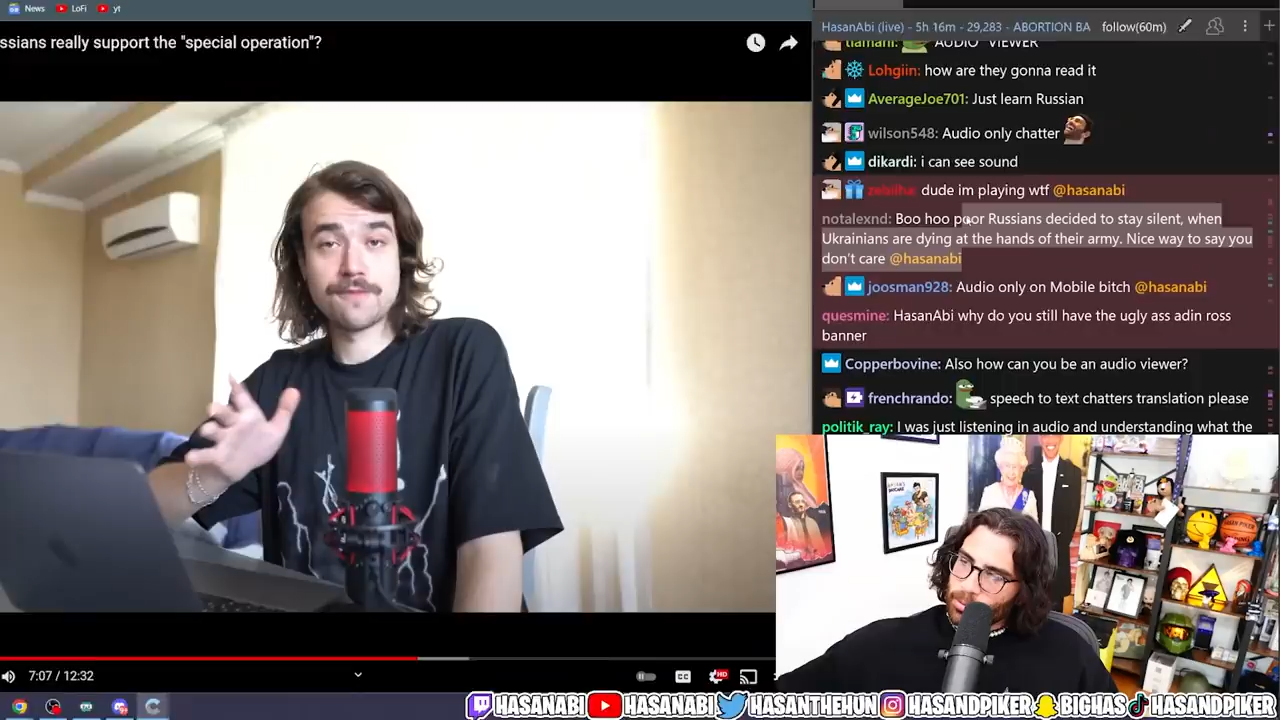 News LoFi yt
ssians really support the "special operation"?
HasanAbi (live) - 5h 16m - 29,283 - ABORTION BA follow(60m)
tiamani: AUDIO VIEWER
Lohgiin: how are they gonna read it
AverageJoe701: Just learn Russian
wilson548: Audio only chatter
dikardi: i can see sound
dude im playing wtf @hasanabi
notalexnd: Boo hoo poor Russians decided to stay silent, when
Ukrainians are dying at the hands of their army. Nice way to say you
don't care @hasanabi
joosman928: Audio only on Mobile bitch @hasanabi
quesmine: HasanAbi why do you still have the ugly ass adin ross
banner
Copperbovine: Also how can you be an audio viewer?
frenchrando: speech to text chatters translation please
politik_ray: I was just listening in audio and understanding what the
HASAN PIKER
7:07 / 12:32
CC
HD
HASANABI HASANABI HASANTHEHUN HASANDPIKER BIGHAS HASANDPIKER